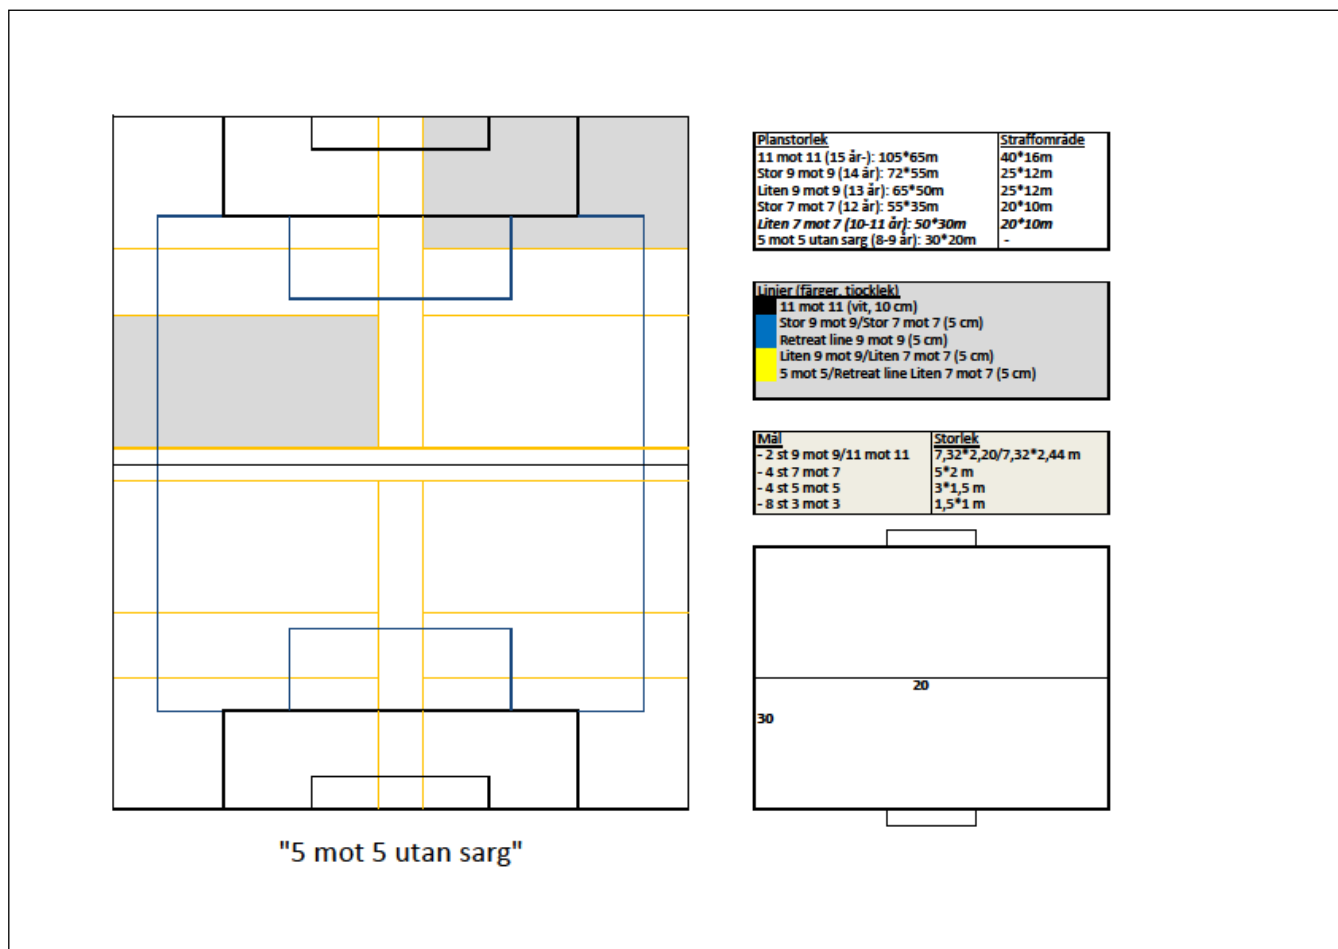 Planstorlek Straffområde
11 mot 11 (15 år-): 105*65m 40*16m
Stor 9 mot 9 (14 år): 72*55m 25*12m
Liten 9 mot 9 (13 år): 65*50m 25*12m
Stor 7 mot 7 (12 år): 55*35m 20*10m
Liten 7 mot 7 (10-11 år): 50*30m 20*10m
5 mot 5 utan sarg (8-9 år): 30*20m -
Linjer (färger, tjocklek)
11 mot 11 (vit, 10 cm)
Stor 9 mot 9/Stor 7 mot 7 (5 cm)
Retreat line 9 mot 9 (5 cm)
Liten 9 mot 9/Liten 7 mot 7 (5 cm)
5 mot 5/Retreat line Liten 7 mot 7 (5 cm)
Mål Storlek
- 2 st 9 mot 9/11 mot 11 7,32*2,20/7,32*2,44 m
- 4 st 7 mot 7 5*2 m
- 4 st 5 mot 5 3*1,5 m
- 8 st 3 mot 3 1,5*1 m
20
30
"5 mot 5 utan sarg"